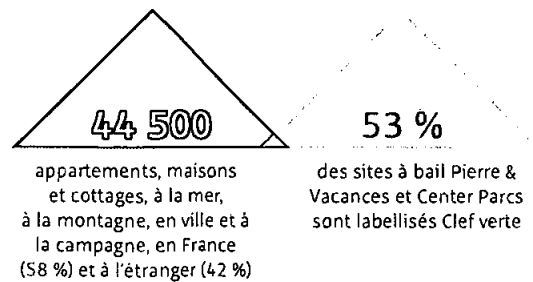 44 500
appartements, maisons
et cottages, à la mer,
à la montagne, en ville et à
la campagne, en France
(58 %) et à l'étranger (42 %)
53 %
des sites à bail Pierre &
Vacances et Center Parcs
sont labellisés Clef verte